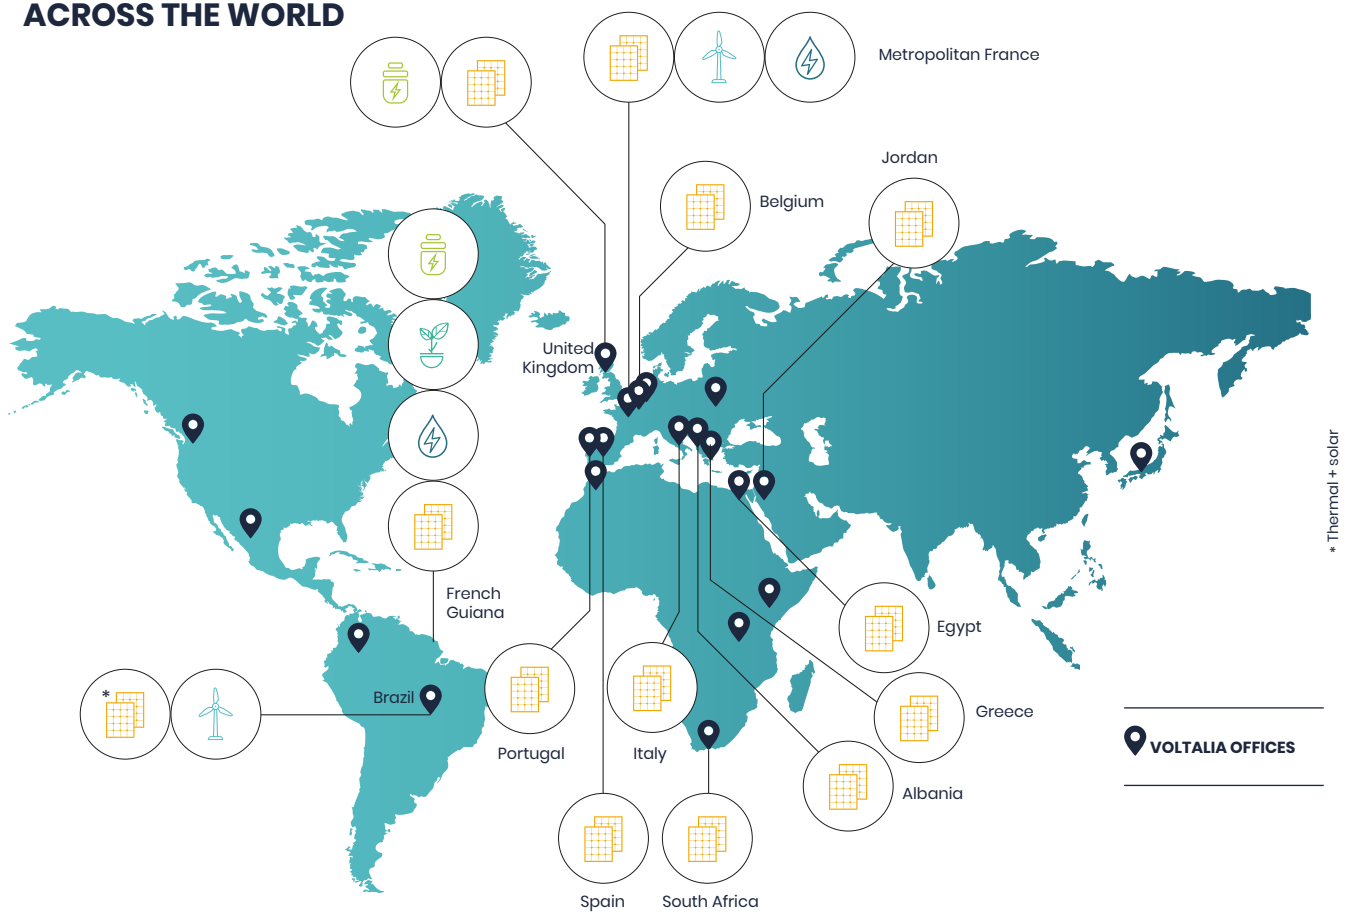 ACROSS THE WORLD
Metropolitan France
Jordan
Belgium
United
Kingdom
* Thermal + solar
French
Guiana
Egypt
Brazil
*
Greece
Portugal
Italy
VOLTALIA OFFICES
Albania
Spain
South Africa